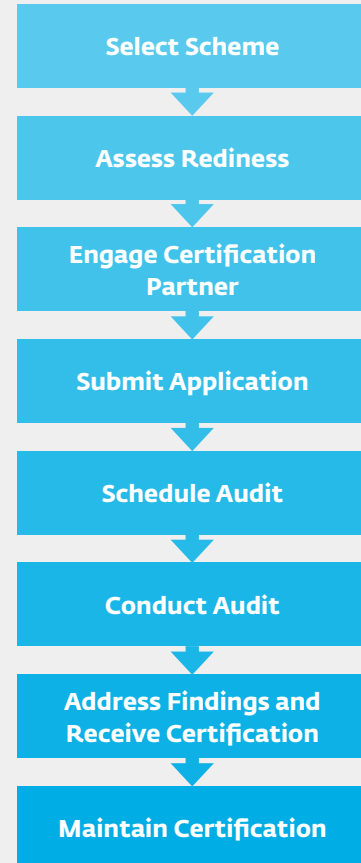 Select Scheme
Assess Rediness
Engage Certification
Partner
Submit Application
Schedule Audit
Conduct Audit
Address Findings and
Receive Certification
Maintain Certification